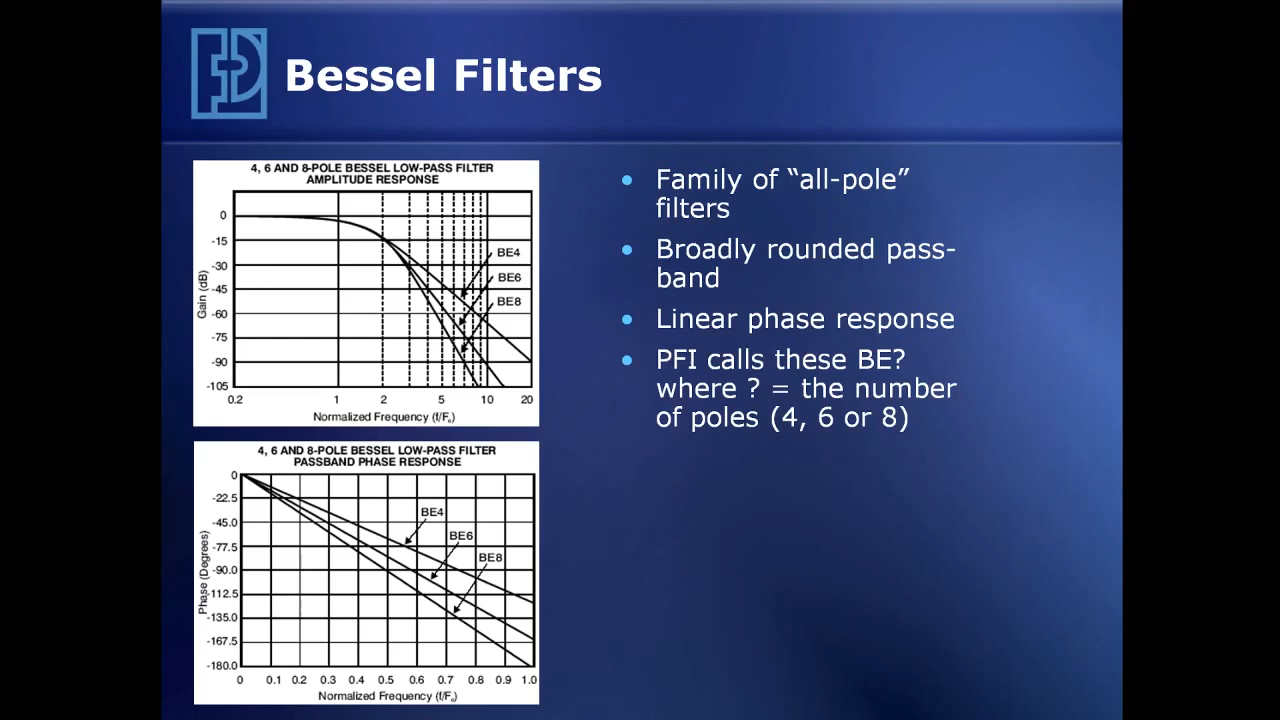 Bessel Filters
4, 6 AND 8-POLE BESSEL LOW-PASS FILTER
AMPLITUDE RESPONSE
0
-15
-30
-45
-60
-75
-90
-105
Gain (dB)
BE4
BE6
BE8
0.2 1 2 5 10 20
Normalized Frequency (f/Fc)
4, 6 AND 8-POLE BESSEL LOW-PASS FILTER
PASSBAND PHASE RESPONSE
0
-22.5
-45.0
-77.5
-90.0
-112.5
-135.0
-167.5
-180.0
Phase (Degrees)
BE4
BE6
BE8
0 0.1 0.2 0.3 0.4 0.5 0.6 0.7 0.8 0.9 1.0
Normalized Frequency (f/Fc)
• Family of “all-pole”
filters
• Broadly rounded pass-
band
• Linear phase response
• PFI calls these BE?
where ? = the number
of poles (4, 6 or 8)